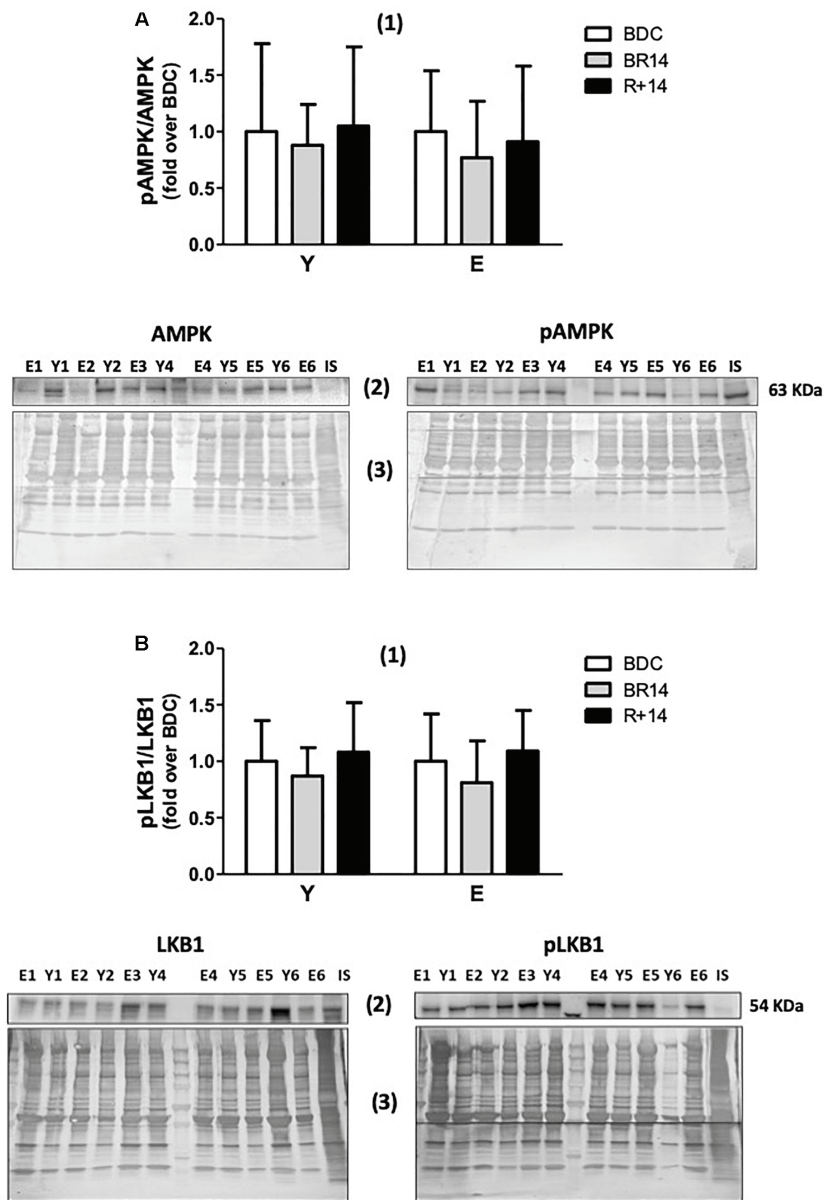 A
(1)
2.0
1.5
1.0
0.5
0.0
pAMPK/AMPK
(fold over BDC)
BDC
BR14
R+14
Y E
AMPK
pAMPK
E1 Y1 E2 Y2 E3 Y4 E4 Y5 E5 Y6 E6 IS
E1 Y1 E2 Y2 E3 Y4 E4 Y5 E5 Y6 E6 IS
(2)
63 KDa
(3)
B
(1)
2.0
1.5
1.0
0.5
0.0
pLKB1/LKB1
(fold over BDC)
BDC
BR14
R+14
Y E
LKB1
pLKB1
E1 Y1 E2 Y2 E3 Y4 E4 Y5 E5 Y6 E6 IS
E1 Y1 E2 Y2 E3 Y4 E4 Y5 E5 Y6 E6 IS
(2)
54 KDa
(3)